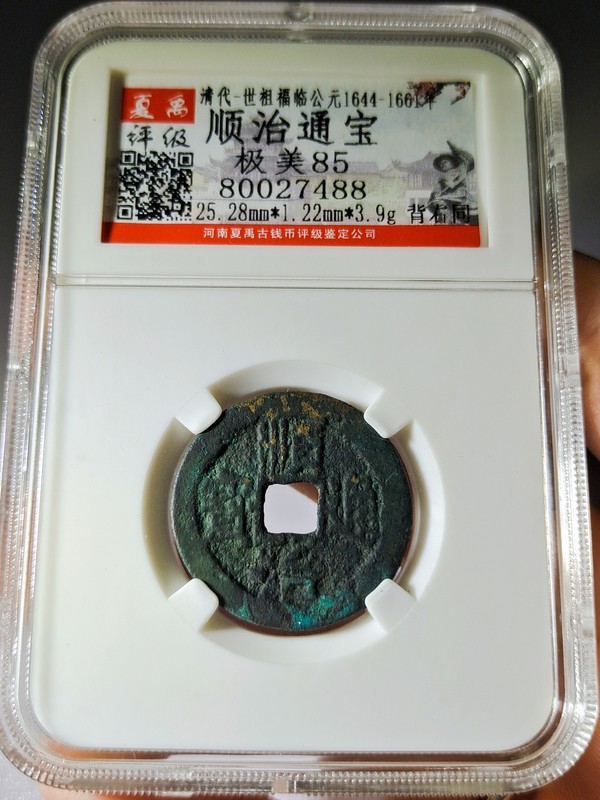 夏禹
评级
清代-世祖福临公元1644-1661年
顺治通宝
极美85
80027488
25.28mm*1.22mm*3.9g 背右同
河南夏禹古钱币评级鉴定公司
順
治